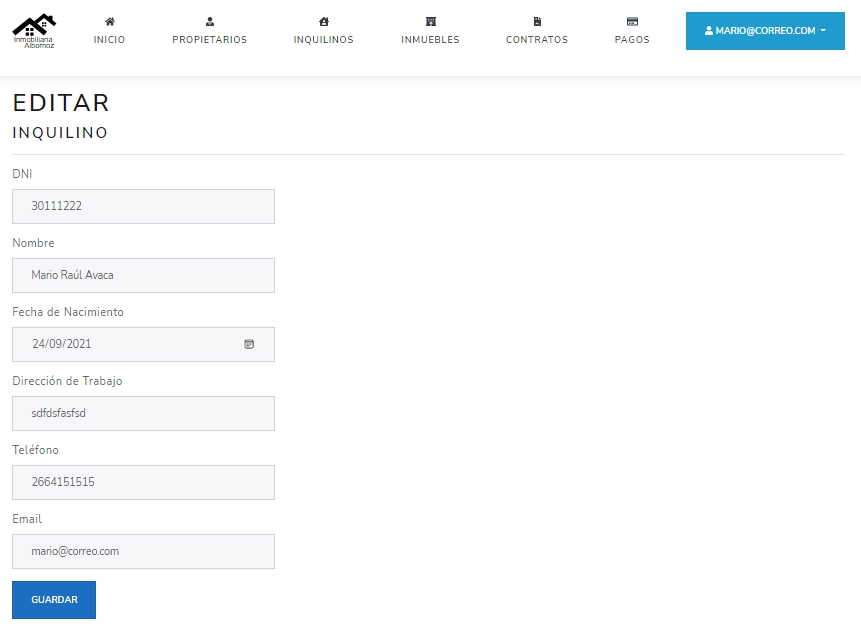 Inmobiliaria
Albornoz
INICIO
PROPIETARIOS
INQUILINOS
INMUEBLES
CONTRATOS
PAGOS
MARIO@CORREO.COM
EDITAR
INQUILINO
DNI
30111222
Nombre
Mario Raúl Avaca
Fecha de Nacimiento
24/09/2021
Dirección de Trabajo
sdfdsfasfsd
Teléfono
2664151515
Email
mario@correo.com
GUARDAR